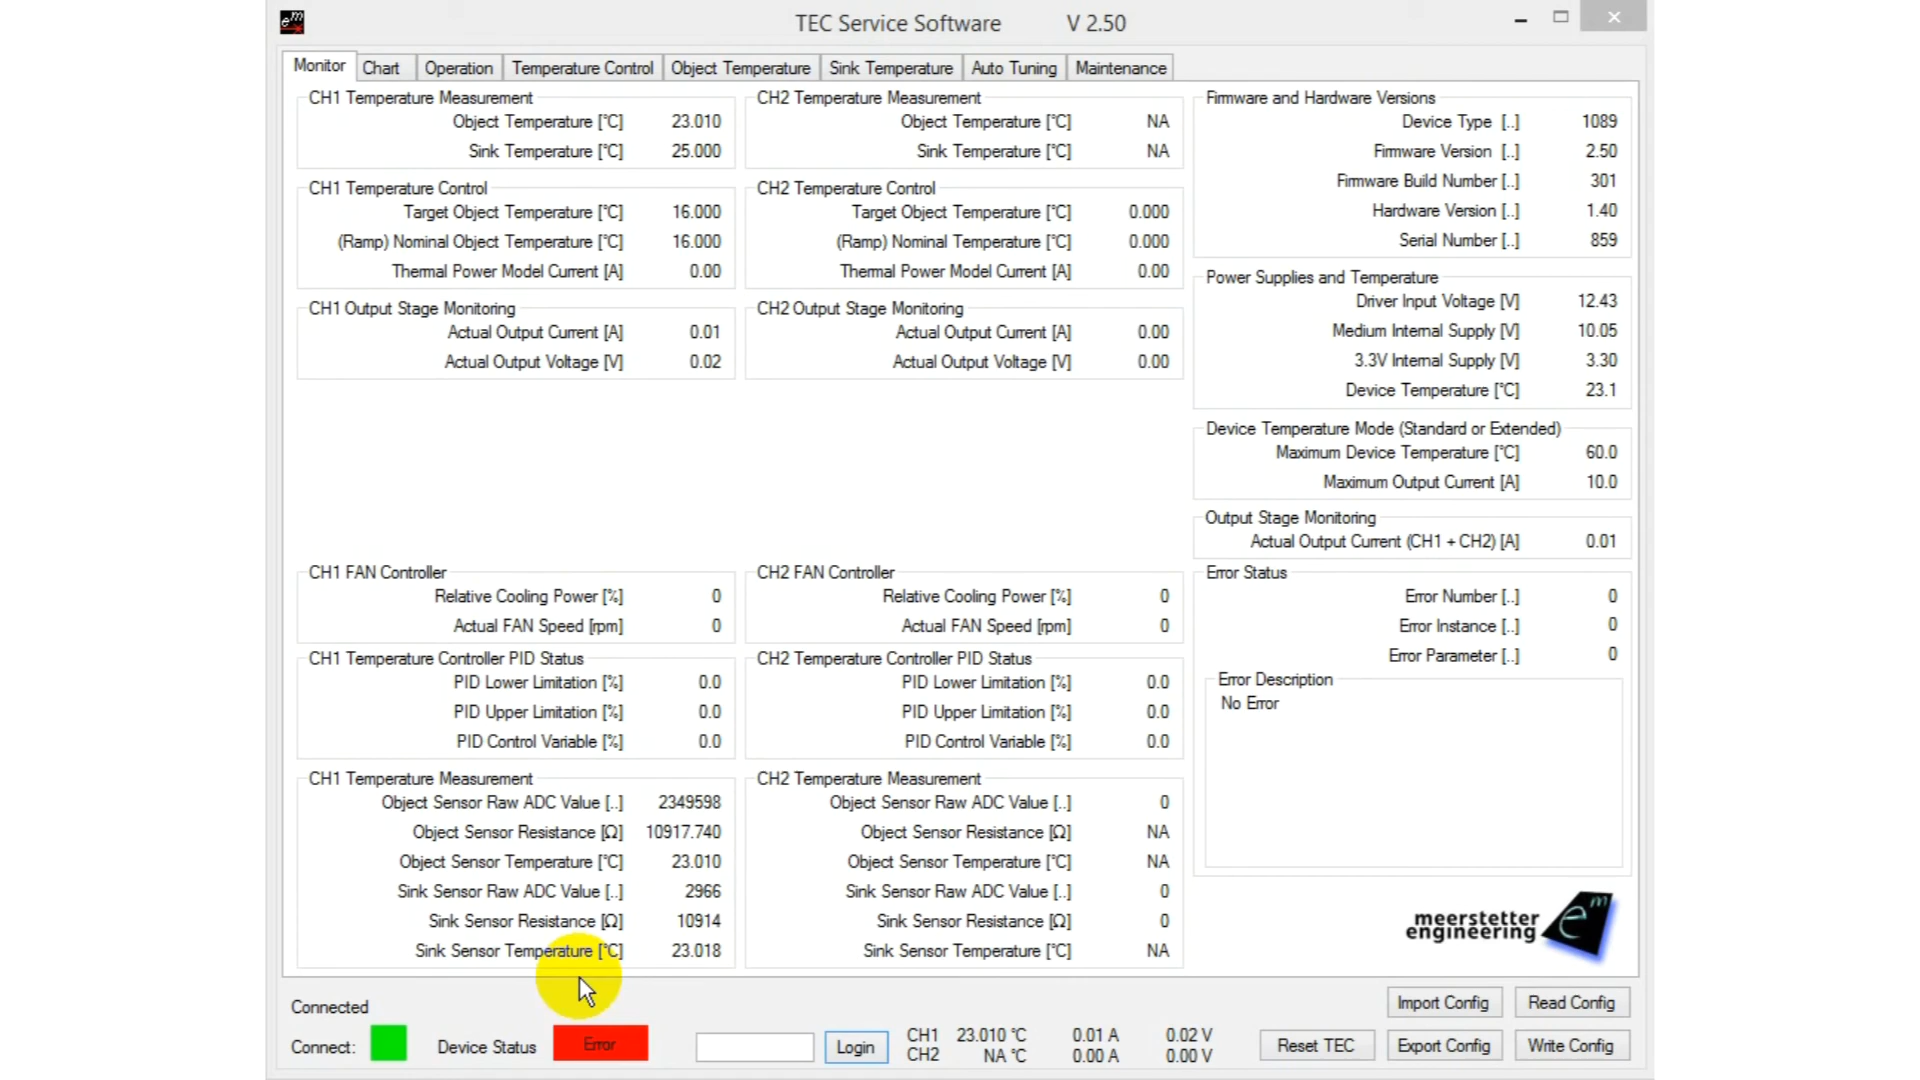 em
TEC Service Software V 2.50
Monitor Chart Operation Temperature Control Object Temperature Sink Temperature Auto Tuning Maintenance
CH1 Temperature Measurement
Object Temperature [°C] 23.010
Sink Temperature [°C] 25.000
CH1 Temperature Control
Target Object Temperature [°C] 16.000
(Ramp) Nominal Object Temperature [°C] 16.000
Thermal Power Model Current [A] 0.00
CH1 Output Stage Monitoring
Actual Output Current [A] 0.01
Actual Output Voltage [V] 0.02
CH1 FAN Controller
Relative Cooling Power [%] 0
Actual FAN Speed [rpm] 0
CH1 Temperature Controller PID Status
PID Lower Limitation [%] 0.0
PID Upper Limitation [%] 0.0
PID Control Variable [%] 0.0
CH1 Temperature Measurement
Object Sensor Raw ADC Value [..] 2349598
Object Sensor Resistance [Ω] 10917.740
Object Sensor Temperature [°C] 23.010
Sink Sensor Raw ADC Value [..] 2966
Sink Sensor Resistance [Ω] 10914
Sink Sensor Temperature [°C] 23.018
CH2 Temperature Measurement
Object Temperature [°C] NA
Sink Temperature [°C] NA
CH2 Temperature Control
Target Object Temperature [°C] 0.000
(Ramp) Nominal Temperature [°C] 0.000
Thermal Power Model Current [A] 0.00
CH2 Output Stage Monitoring
Actual Output Current [A] 0.00
Actual Output Voltage [V] 0.00
CH2 FAN Controller
Relative Cooling Power [%] 0
Actual FAN Speed [rpm] 0
CH2 Temperature Controller PID Status
PID Lower Limitation [%] 0.0
PID Upper Limitation [%] 0.0
PID Control Variable [%] 0.0
CH2 Temperature Measurement
Object Sensor Raw ADC Value [..] 0
Object Sensor Resistance [Ω] NA
Object Sensor Temperature [°C] NA
Sink Sensor Raw ADC Value [..] 0
Sink Sensor Resistance [Ω] 0
Sink Sensor Temperature [°C] NA
Firmware and Hardware Versions
Device Type [..] 1089
Firmware Version [..] 2.50
Firmware Build Number [..] 301
Hardware Version [..] 1.40
Serial Number [..] 859
Power Supplies and Temperature
Driver Input Voltage [V] 12.43
Medium Internal Supply [V] 10.05
3.3V Internal Supply [V] 3.30
Device Temperature [°C] 23.1
Device Temperature Mode (Standard or Extended)
Maximum Device Temperature [°C] 60.0
Maximum Output Current [A] 10.0
Output Stage Monitoring
Actual Output Current (CH1 + CH2) [A] 0.01
Error Status
Error Number [..] 0
Error Instance [..] 0
Error Parameter [..] 0
Error Description
No Error
meerstetter
engineering
em
Connected
Connect: Device Status Error Login
CH1 23.010 °C 0.01 A 0.02 V
CH2 NA °C 0.00 A 0.00 V
Import Config Read Config
Reset TEC Export Config Write Config